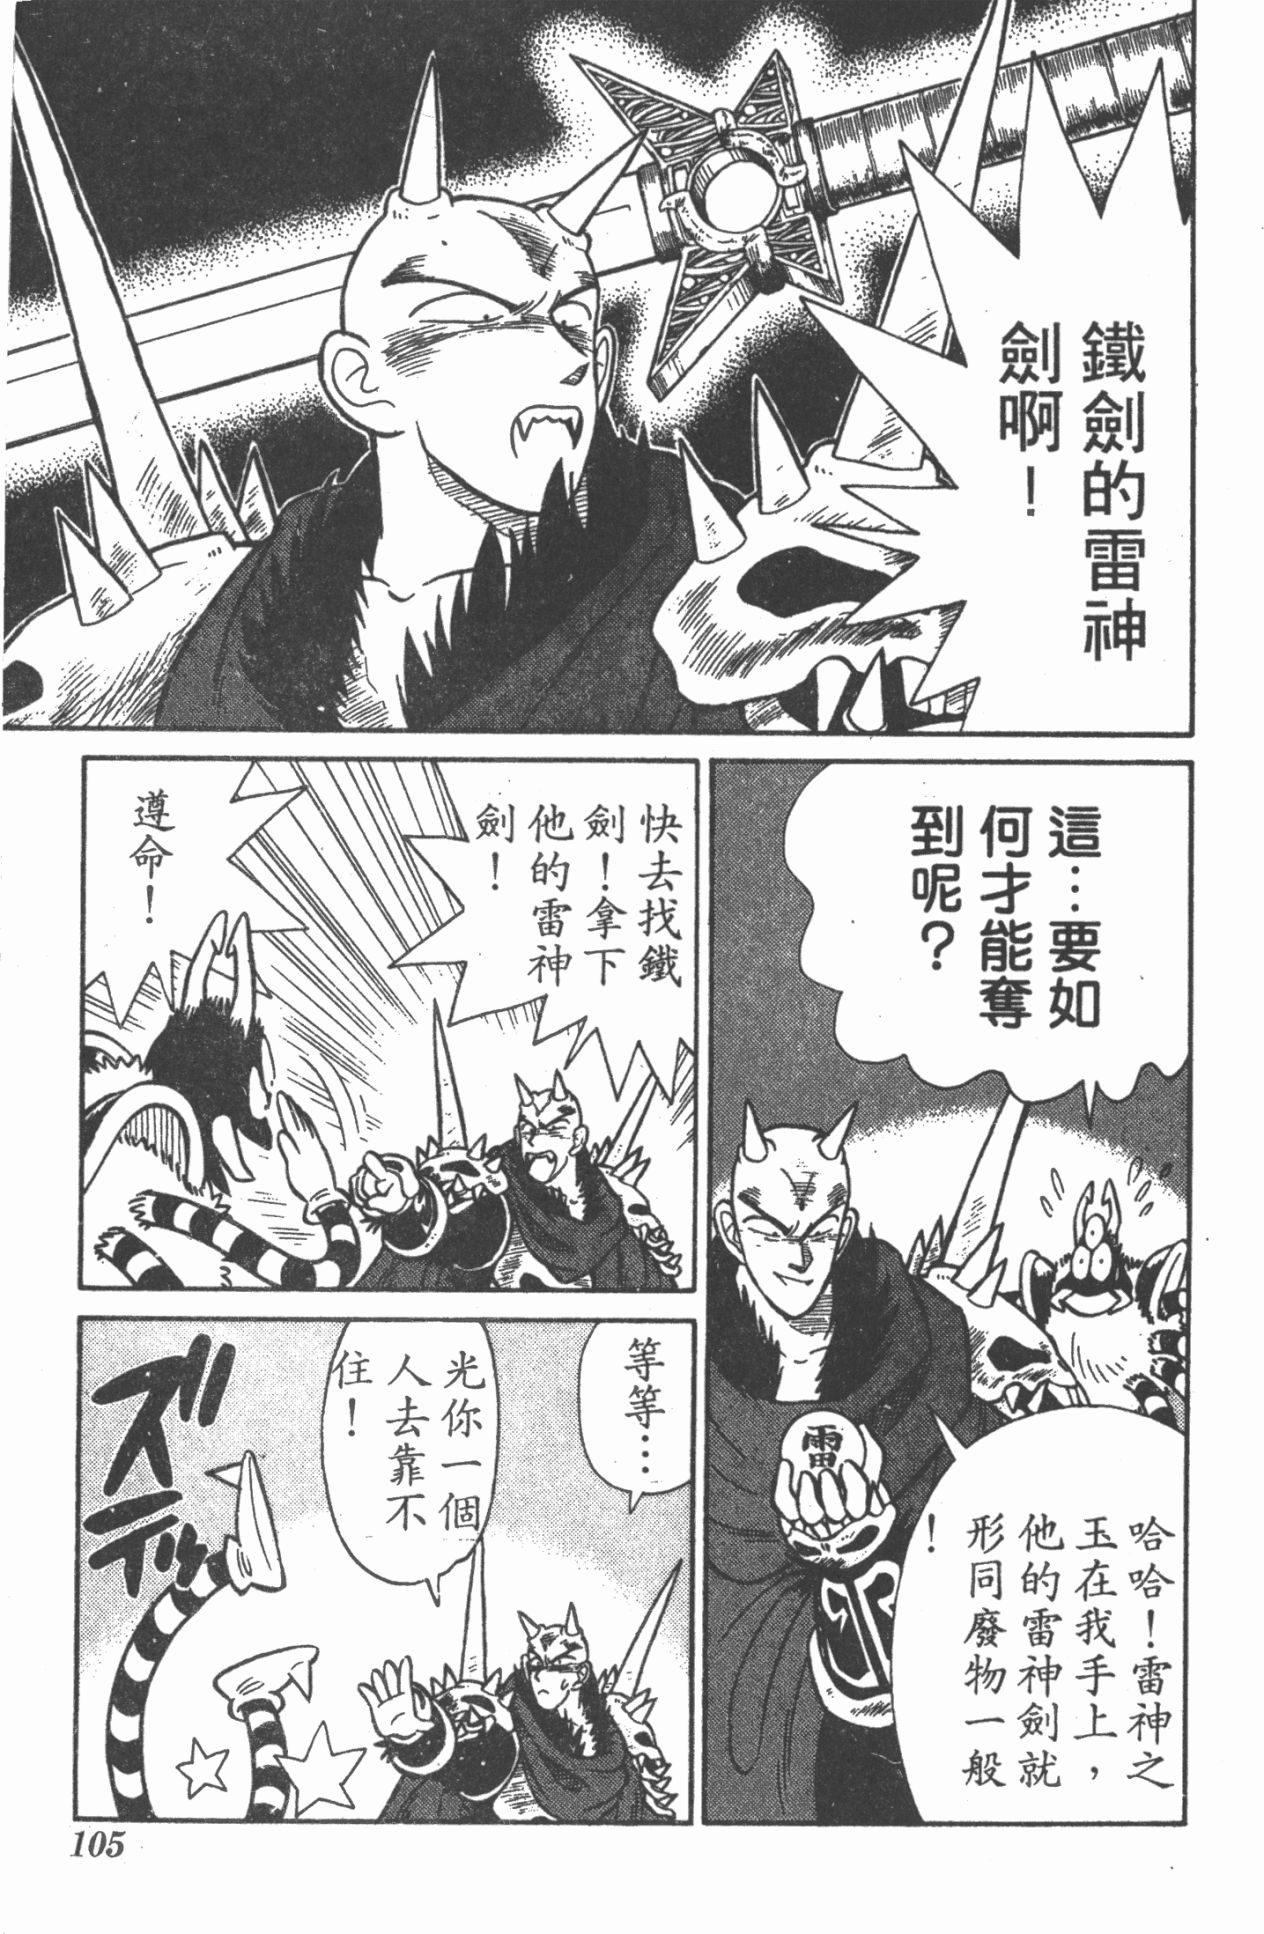 鐵劍的雷神
劍啊！
這…要如
何才能奪
到呢？
雷
哈哈！雷神之
玉在我手上，
他的雷神劍就
形同廢物一般
！
快去找鐵
劍！拿下
他的雷神
劍！
遵命！
等等…
光你一個
人去靠不
住！
ズ
デッ
105